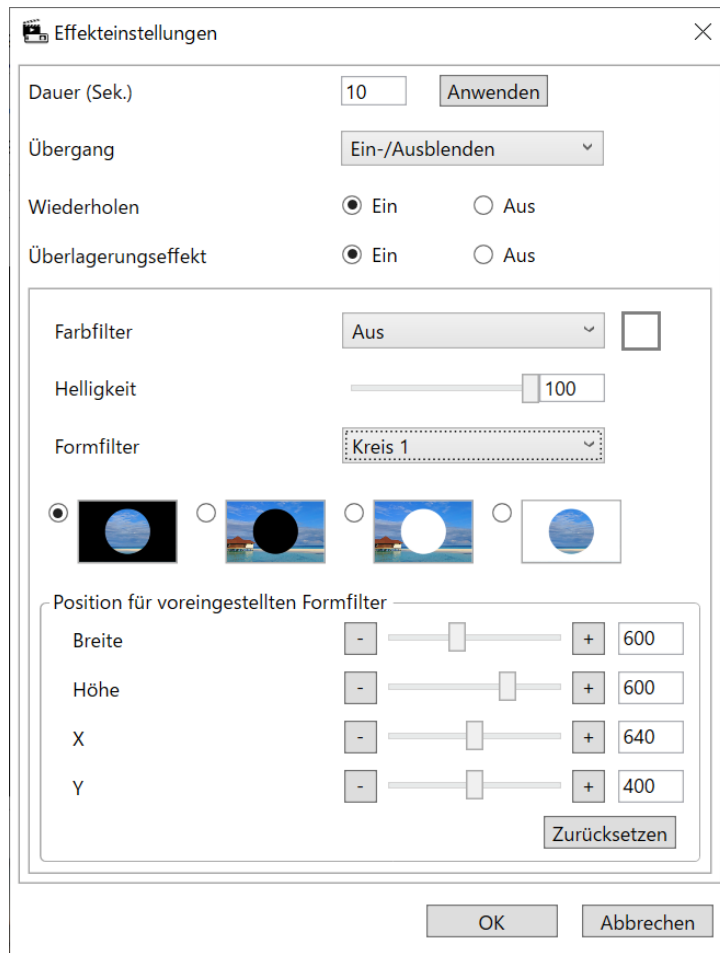 Effekteinstellungen
Dauer (Sek.) 10 Anwenden
Übergang Ein-/Ausblenden
Wiederholen Ein Aus
Überlagerungseffekt Ein Aus
Farbfilter Aus
Helligkeit 100
Formfilter Kreis 1
Position für voreingestellten Formfilter
Breite - + 600
Höhe - + 600
X - + 640
Y - + 400
Zurücksetzen
OK Abbrechen